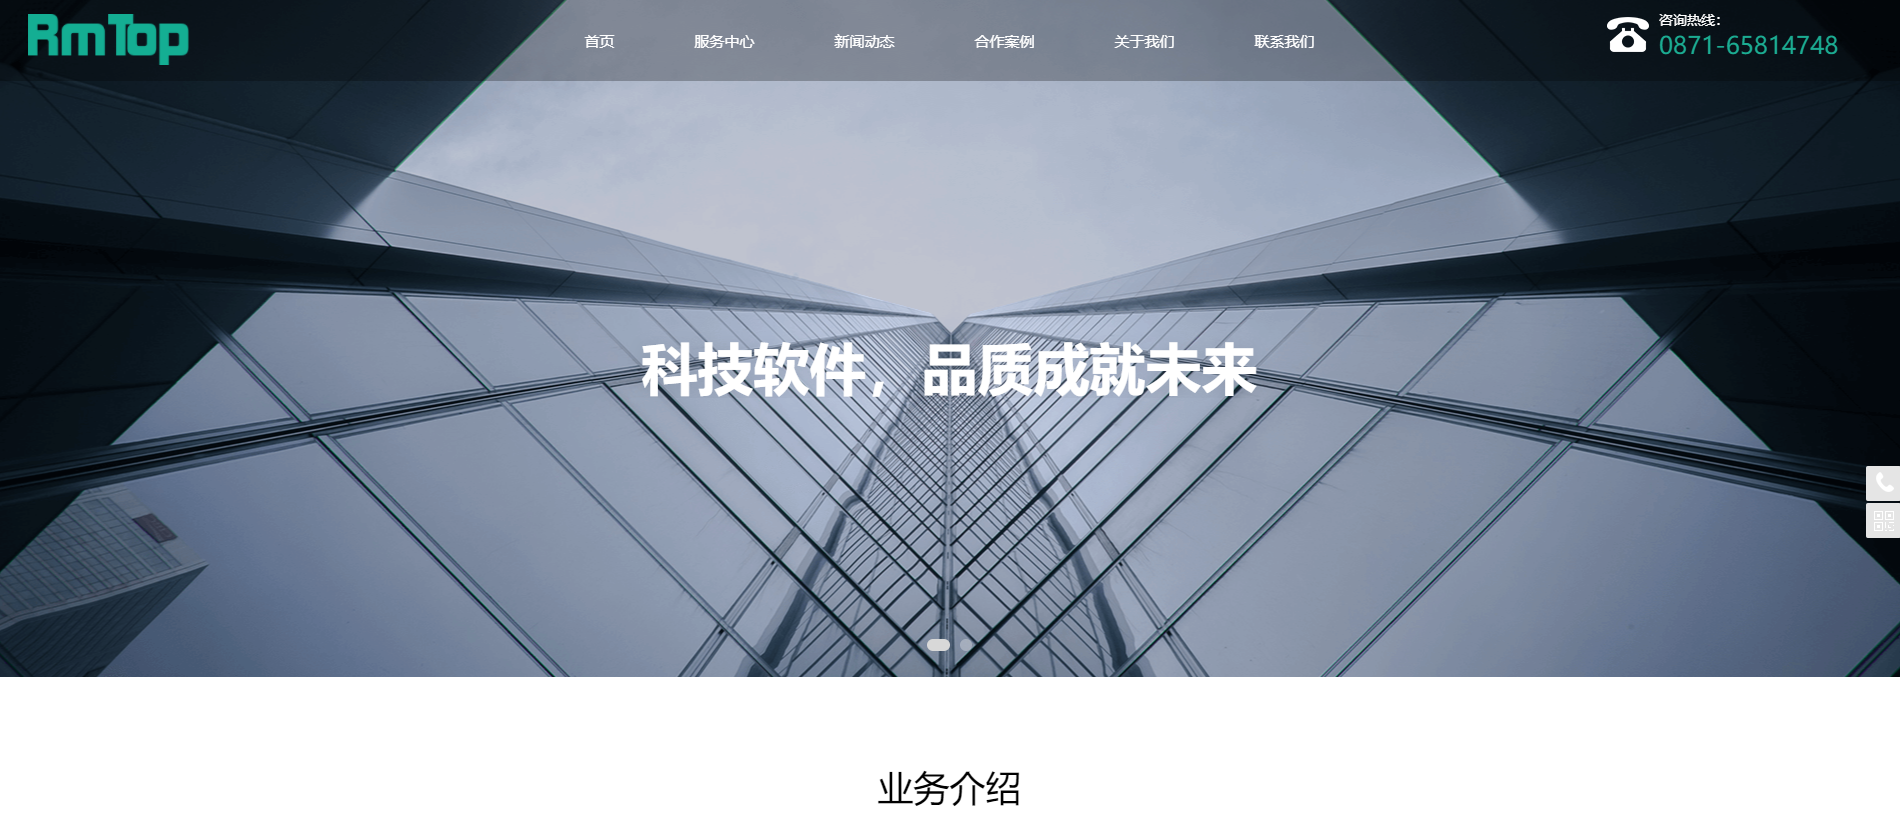 RmTop
首页
服务中心
新闻动态
合作案例
关于我们
联系我们
咨询热线：
0871-65814748
科技软件，品质成就未来
业务介绍